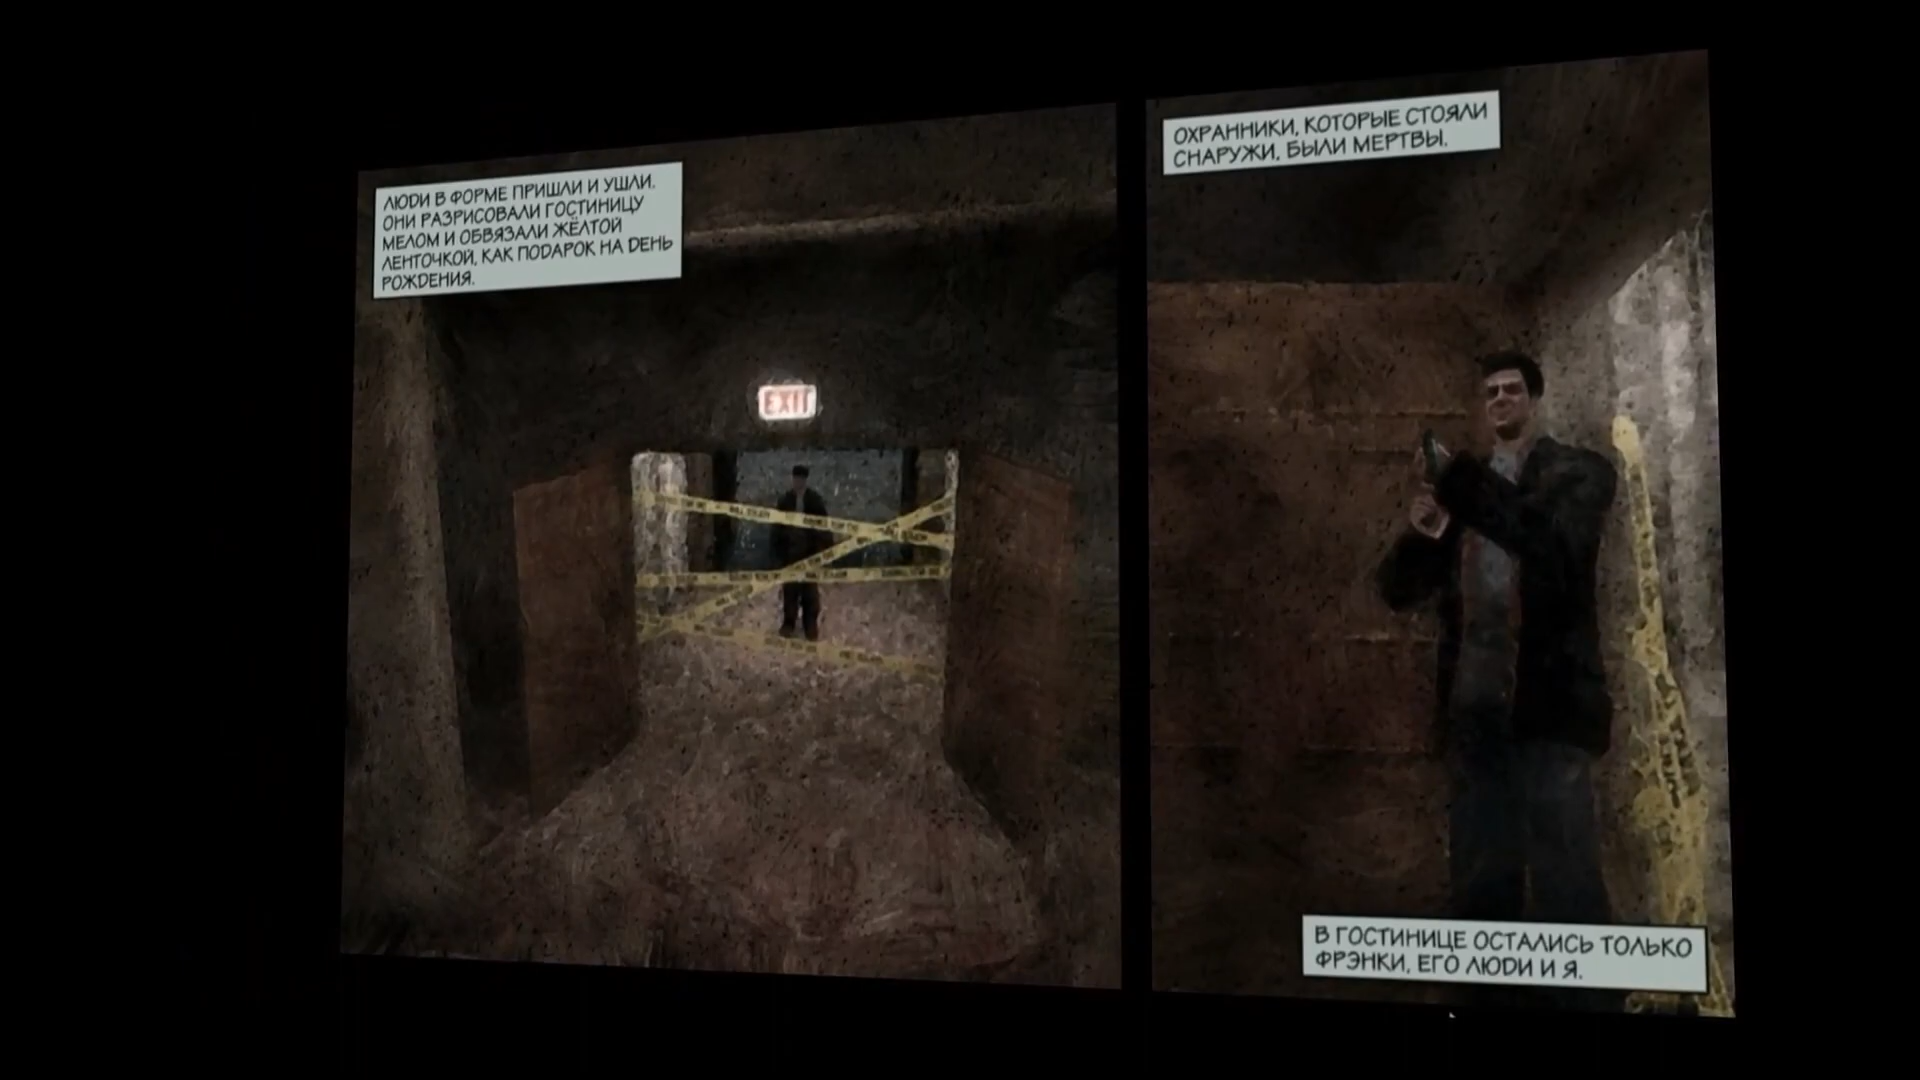 ЛЮДИ В ФОРМЕ ПРИШЛИ И УШЛИ.
ОНИ РАЗРИСОВАЛИ ГОСТИНИЦУ
МЕЛОМ И ОБВЯЗАЛИ ЖЁЛТОЙ
ЛЕНТОЧКОЙ, КАК ПОДАРОК НА ДЕНЬ
РОЖДЕНИЯ.
EXIT
ОХРАННИКИ, КОТОРЫЕ СТОЯЛИ
СНАРУЖИ, БЫЛИ МЕРТВЫ.
В ГОСТИНИЦЕ ОСТАЛИСЬ ТОЛЬКО
ФРЭНКИ, ЕГО ЛЮДИ И Я.